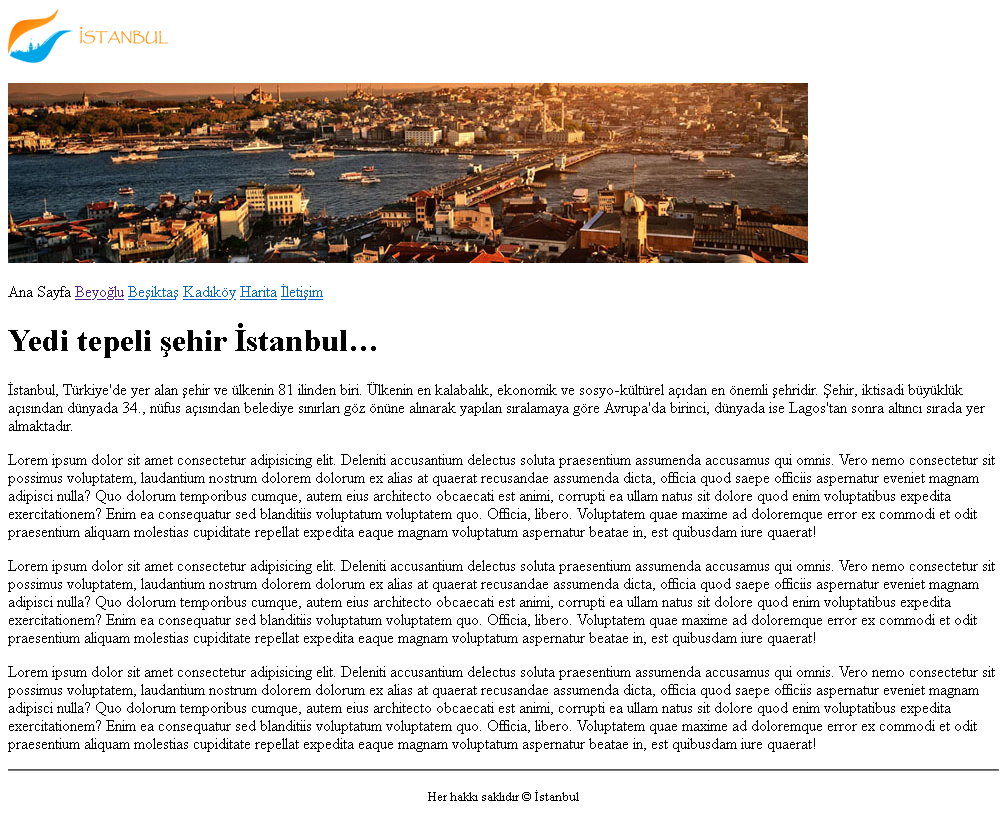 İSTANBUL
Ana Sayfa Beyoğlu Beşiktaş Kadıköy Harita İletişim
Yedi tepeli şehir İstanbul…
İstanbul, Türkiye'de yer alan şehir ve ülkenin 81 ilinden biri. Ülkenin en kalabalık, ekonomik ve sosyo-kültürel açıdan en önemli şehridir. Şehir, iktisadi büyüklük
açısından dünyada 34., nüfus açısından belediye sınırları göz önüne alınarak yapılan sıralamaya göre Avrupa'da birinci, dünyada ise Lagos'tan sonra altıncı sırada yer
almaktadır.
Lorem ipsum dolor sit amet consectetur adipisicing elit. Deleniti accusantium delectus soluta praesentium assumenda accusamus qui omnis. Vero nemo consectetur sit
possimus voluptatem, laudantium nostrum dolorem dolorum ex alias at quaerat recusandae assumenda dicta, officia quod saepe officiis aspernatur eveniet magnam
adipisci nulla? Quo dolorum temporibus cumque, autem eius architecto obcaecati est animi, corrupti ea ullam natus sit dolore quod enim voluptatibus expedita
exercitationem? Enim ea consequatur sed blanditiis voluptatum voluptatem quo. Officia, libero. Voluptatem quae maxime ad doloremque error ex commodi et odit
praesentium aliquam molestias cupiditate repellat expedita eaque magnam voluptatum aspernatur beatae in, est quibusdam iure quaerat!
Lorem ipsum dolor sit amet consectetur adipisicing elit. Deleniti accusantium delectus soluta praesentium assumenda accusamus qui omnis. Vero nemo consectetur sit
possimus voluptatem, laudantium nostrum dolorem dolorum ex alias at quaerat recusandae assumenda dicta, officia quod saepe officiis aspernatur eveniet magnam
adipisci nulla? Quo dolorum temporibus cumque, autem eius architecto obcaecati est animi, corrupti ea ullam natus sit dolore quod enim voluptatibus expedita
exercitationem? Enim ea consequatur sed blanditiis voluptatum voluptatem quo. Officia, libero. Voluptatem quae maxime ad doloremque error ex commodi et odit
praesentium aliquam molestias cupiditate repellat expedita eaque magnam voluptatum aspernatur beatae in, est quibusdam iure quaerat!
Lorem ipsum dolor sit amet consectetur adipisicing elit. Deleniti accusantium delectus soluta praesentium assumenda accusamus qui omnis. Vero nemo consectetur sit
possimus voluptatem, laudantium nostrum dolorem dolorum ex alias at quaerat recusandae assumenda dicta, officia quod saepe officiis aspernatur eveniet magnam
adipisci nulla? Quo dolorum temporibus cumque, autem eius architecto obcaecati est animi, corrupti ea ullam natus sit dolore quod enim voluptatibus expedita
exercitationem? Enim ea consequatur sed blanditiis voluptatum voluptatem quo. Officia, libero. Voluptatem quae maxime ad doloremque error ex commodi et odit
praesentium aliquam molestias cupiditate repellat expedita eaque magnam voluptatum aspernatur beatae in, est quibusdam iure quaerat!
Her hakkı saklıdır © İstanbul